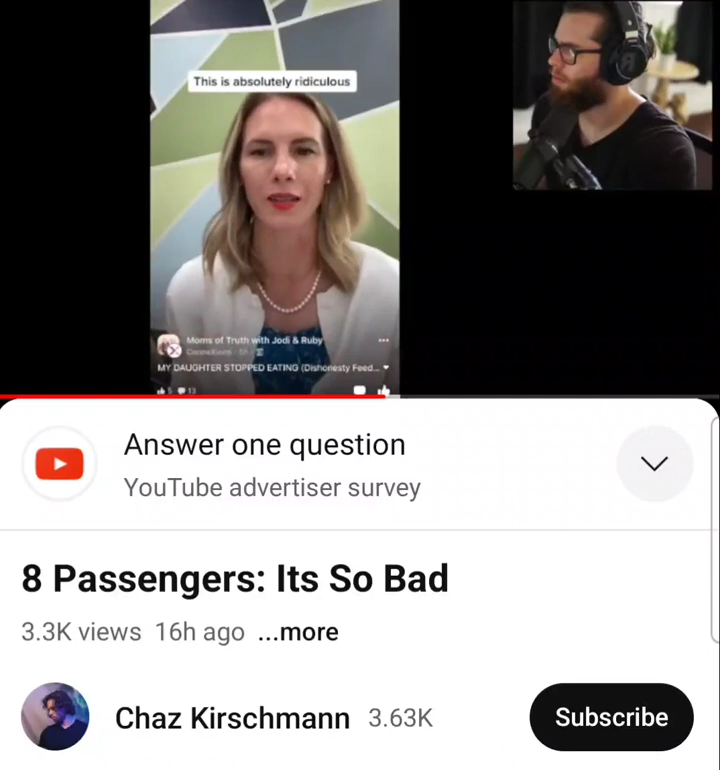 This is absolutely ridiculous
Moms of Truth with Jodi & Ruby
MY DAUGHTER STOPPED EATING (Dishonesty Feed...
5 13
Answer one question
YouTube advertiser survey
8 Passengers: Its So Bad
3.3K views 16h ago ...more
Chaz Kirschmann 3.63K
Subscribe